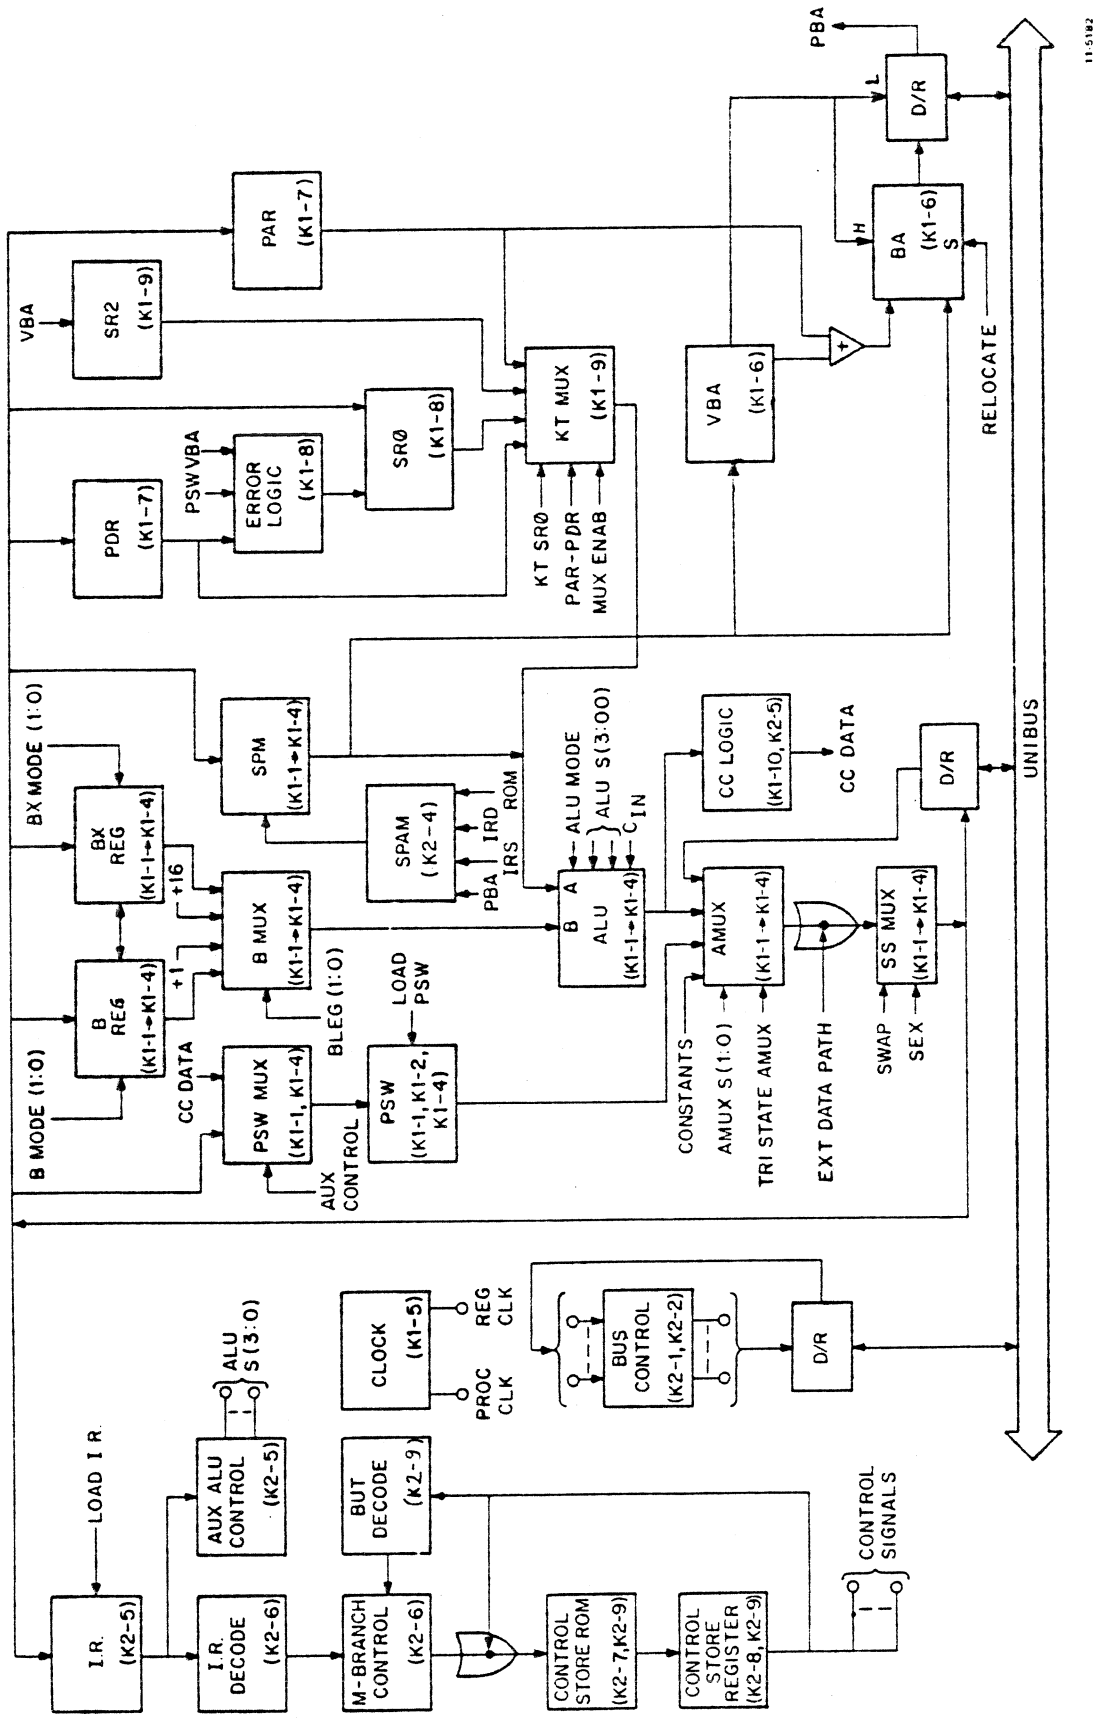 I.R.
(K2-5)
LOAD I R.
I.R.
DECODE
(K2-6)
AUX ALU
CONTROL
(K2-5)
ALU
S(3:0)
M-BRANCH
CONTROL
(K2-6)
BUT
DECODE
(K2-9)
CONTROL
STORE ROM
(K2-7,K2-9)
CONTROL
STORE
REGISTER
(K2-8, K2-9)
CONTROL
SIGNALS
CLOCK
(K1-5)
PROC
CLK
REG
CLK
BUS
CONTROL
(K2-1,K2-2)
D/R
B MODE (1:0)
B
REG
(K1-1→K1-4)
BX MODE (1:0)
BX
REG
(K1-1→K1-4)
+1
+16
CC DATA
PSW MUX
(K1-1, K1-4)
AUX
CONTROL
B MUX
(K1-1→K1-4)
BLEG (1:0)
LOAD
PSW
PSW
(K1-1, K1-2,
K1-4)
SPM
(K1-1→K1-4)
SPAM
(K2-4)
PBA
IRS
IRD
ROM
B
A
ALU
(K1-1→K1-4)
ALU MODE
ALU S(3:00)
CIN
CONSTANTS
AMUX S(1:0)
TRI STATE AMUX
EXT DATA PATH
AMUX
(K1-1→K1-4)
CC LOGIC
(K1-10, K2-5)
CC DATA
SWAP
SEX
SS MUX
(K1-1→K1-4)
D/R
UNIBUS
PDR
(K1-7)
PSW
VBA
ERROR
LOGIC
(K1-8)
VBA
SR2
(K1-9)
SRØ
(K1-8)
PAR
(K1-7)
KT MUX
(K1-9)
KT SRØ
PAR-PDR
MUX ENAB
VBA
(K1-6)
+
RELOCATE
H
BA
(K1-6)
S
L
D/R
PBA
11-5182